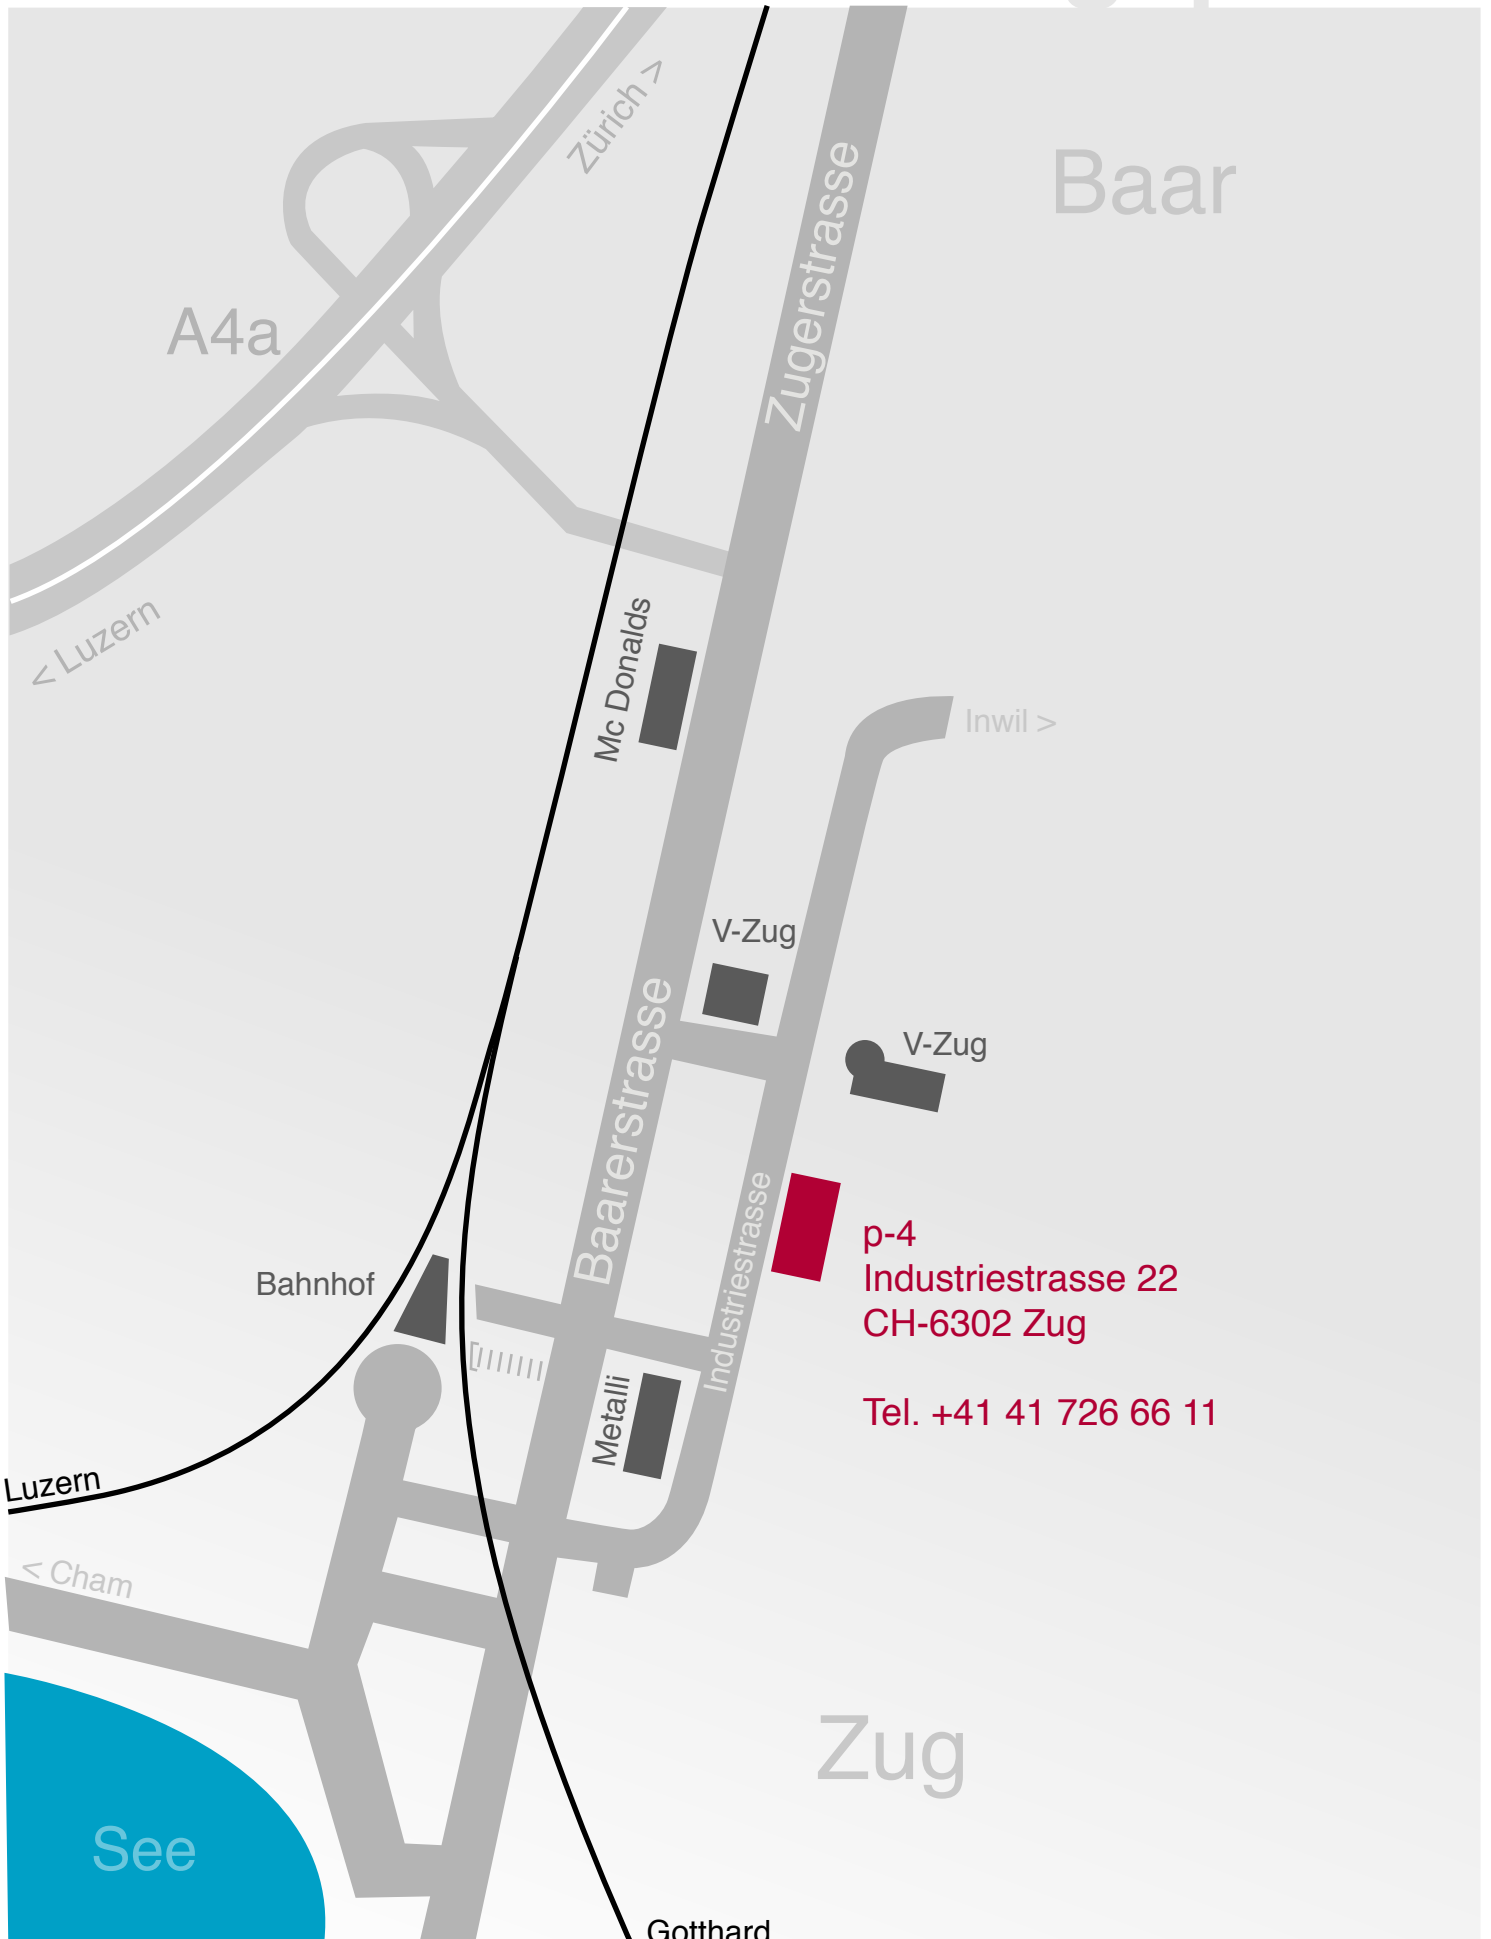 Zürich >
Baar
Zugerstrasse
A4a
< Luzern
Mc Donalds
Inwil >
V-Zug
V-Zug
Baarerstrasse
Industriestrasse
p-4
Industriestrasse 22
CH-6302 Zug
Tel. +41 41 726 66 11
Bahnhof
Metalli
Luzern
< Cham
Zug
See
Gotthard